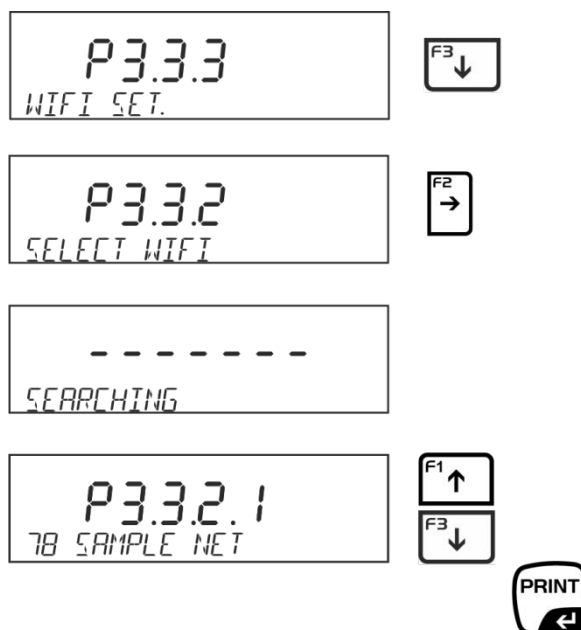 P3.3.3
WIFI SET.
F3
P3.3.2
SELECT WIFI
F2
- - - - - - -
SEARCHING
P3.3.2.1
78 SAMPLE NET
F1
F3
PRINT